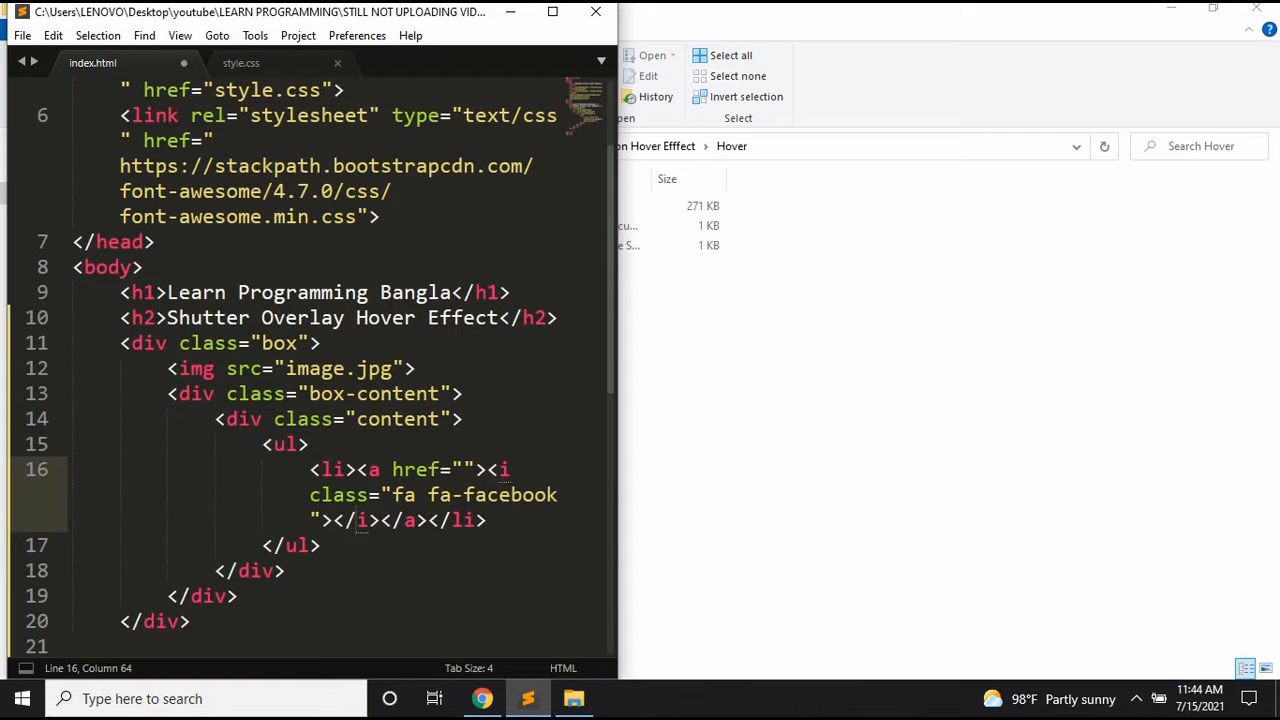 C:\Users\LENOVO\Desktop\youtube\LEARN PROGRAMMING\STILL NOT UPLOADING VID...
File Edit Selection Find View Goto Tools Project Preferences Help
index.html style.css
" href="style.css">
6 <link rel="stylesheet" type="text/css
" href="
https://stackpath.bootstrapcdn.com/
font-awesome/4.7.0/css/
font-awesome.min.css">
7 </head>
8 <body>
9 <h1>Learn Programming Bangla</h1>
10 <h2>Shutter Overlay Hover Effect</h2>
11 <div class="box">
12 <img src="image.jpg">
13 <div class="box-content">
14 <div class="content">
15 <ul>
16 <li><a href=""><i
class="fa fa-facebook
"></i></a></li>
17 </ul>
18 </div>
19 </div>
20 </div>
21
Line 16, Column 64 Tab Size: 4 HTML
Open Select all
Edit Select none
History Invert selection
pen Select
on Hover Efffect > Hover Search Hover
Size
271 KB
cu... 1 KB
e S... 1 KB
Type here to search
98°F Partly sunny
11:44 AM
7/15/2021